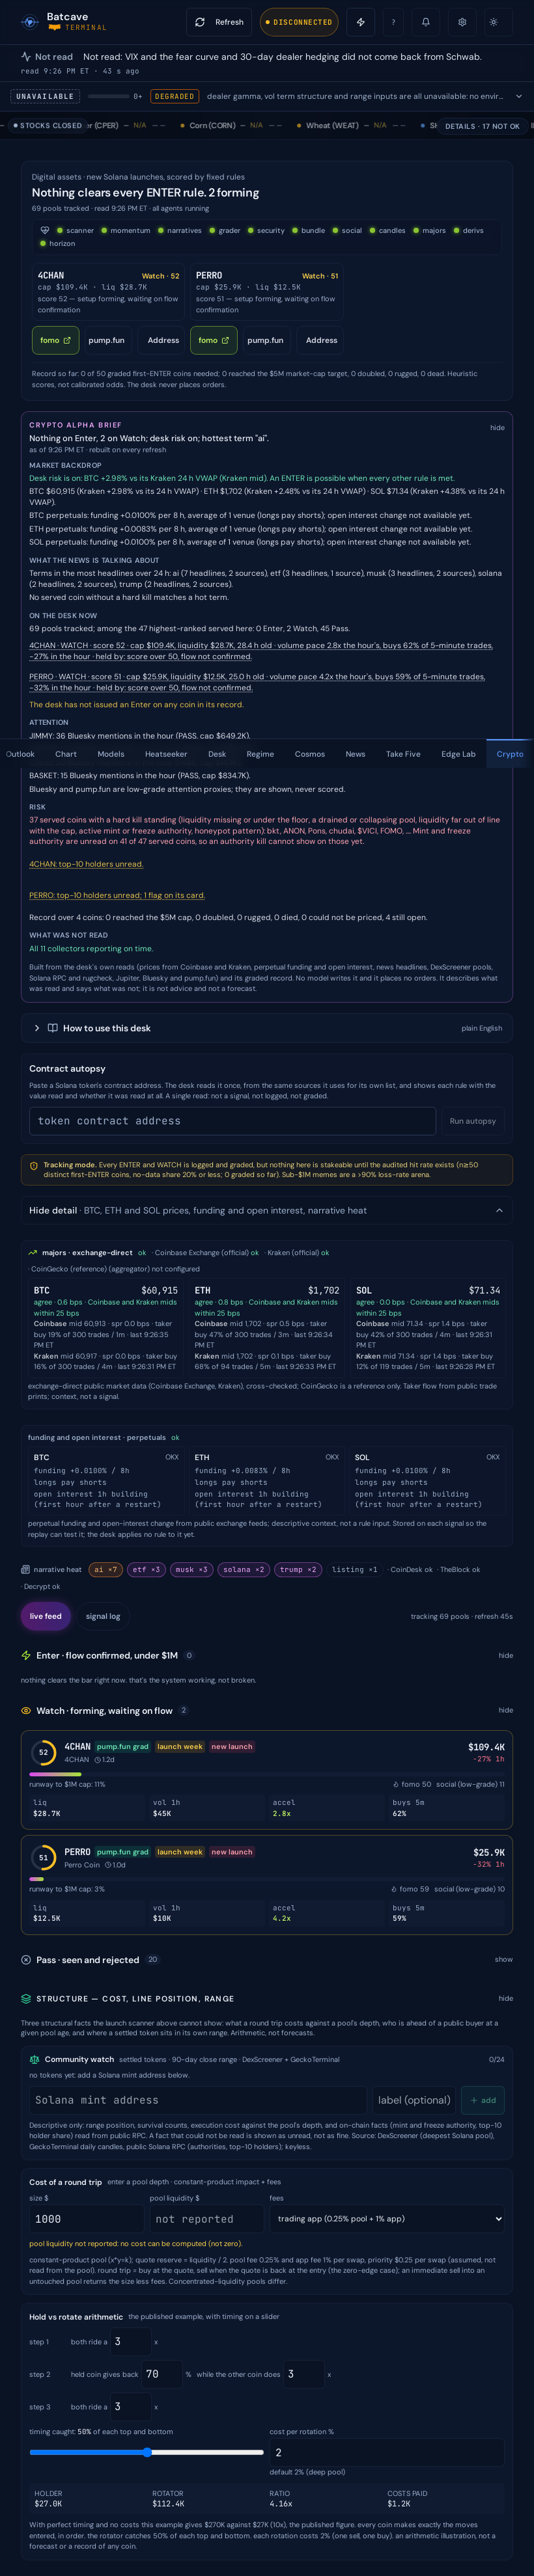 Batcave
TERMINAL
Refresh
DISCONNECTED
?
Not read Not read: VIX and the fear curve and 30-day dealer hedging did not come back from Schwab.
read 9:26 PM ET · 43 s ago
UNAVAILABLE 0+ DEGRADED dealer gamma, vol term structure and range inputs are all unavailable: no envir…
STOCKS CLOSED
er (CPER) — N/A — —
Corn (CORN) — N/A — —
Wheat (WEAT) — N/A — —
DETAILS · 17 NOT OK
Digital assets · new Solana launches, scored by fixed rules
Nothing clears every ENTER rule. 2 forming
69 pools tracked · read 9:26 PM ET · all agents running
scanner momentum narratives grader security bundle social candles majors derivs
horizon
4CHAN Watch · 52
cap $109.4K · liq $28.7K
score 52 — setup forming, waiting on flow
confirmation
PERRO Watch · 51
cap $25.9K · liq $12.5K
score 51 — setup forming, waiting on flow
confirmation
fomo pump.fun Address fomo pump.fun Address
Record so far: 0 of 50 graded first-ENTER coins needed; 0 reached the $5M market-cap target, 0 doubled, 0 rugged, 0 dead. Heuristic
scores, not calibrated odds. The desk never places orders.
CRYPTO ALPHA BRIEF
hide
Nothing on Enter, 2 on Watch; desk risk on; hottest term "ai".
as of 9:26 PM ET · rebuilt on every refresh
MARKET BACKDROP
Desk risk is on: BTC +2.98% vs its Kraken 24 h VWAP (Kraken mid). An ENTER is possible when every other rule is met.
BTC $60,915 (Kraken +2.98% vs its 24 h VWAP) · ETH $1,702 (Kraken +2.48% vs its 24 h VWAP) · SOL $71.34 (Kraken +4.38% vs its 24 h
VWAP).
BTC perpetuals: funding +0.0100% per 8 h, average of 1 venue (longs pay shorts); open interest change not available yet.
ETH perpetuals: funding +0.0083% per 8 h, average of 1 venue (longs pay shorts); open interest change not available yet.
SOL perpetuals: funding +0.0100% per 8 h, average of 1 venue (longs pay shorts); open interest change not available yet.
WHAT THE NEWS IS TALKING ABOUT
Terms in the most headlines over 24 h: ai (7 headlines, 2 sources), etf (3 headlines, 1 source), musk (3 headlines, 2 sources), solana
(2 headlines, 2 sources), trump (2 headlines, 2 sources).
No served coin without a hard kill matches a hot term.
ON THE DESK NOW
69 pools tracked; among the 47 highest-ranked served here: 0 Enter, 2 Watch, 45 Pass.
4CHAN · WATCH · score 52 · cap $109.4K, liquidity $28.7K, 28.4 h old · volume pace 2.8x the hour's, buys 62% of 5-minute trades,
-27% in the hour · held by: score over 50, flow not confirmed.
PERRO · WATCH · score 51 · cap $25.9K, liquidity $12.5K, 25.0 h old · volume pace 4.2x the hour's, buys 59% of 5-minute trades,
-32% in the hour · held by: score over 50, flow not confirmed.
The desk has not issued an Enter on any coin in its record.
ATTENTION
JIMMY: 36 Bluesky mentions in the hour (PASS, cap $649.2K).
Outlook Chart Models Heatseeker Desk Regime Cosmos News Take Five Edge Lab Crypto
BASKET: 15 Bluesky mentions in the hour (PASS, cap $834.7K).
Bluesky and pump.fun are low-grade attention proxies; they are shown, never scored.
RISK
37 served coins with a hard kill standing (liquidity missing or under the floor, a drained or collapsing pool, liquidity far out of line
with the cap, active mint or freeze authority, honeypot pattern): bkt, ANON, Pons, chudai, $VICI, FOMO, … Mint and freeze
authority are unread on 41 of 47 served coins, so an authority kill cannot show on those yet.
4CHAN: top-10 holders unread.
PERRO: top-10 holders unread; 1 flag on its card.
Record over 4 coins: 0 reached the $5M cap, 0 doubled, 0 rugged, 0 died, 0 could not be priced, 4 still open.
WHAT WAS NOT READ
All 11 collectors reporting on time.
Built from the desk's own reads (prices from Coinbase and Kraken, perpetual funding and open interest, news headlines, DexScreener pools,
Solana RPC and rugcheck, Jupiter, Bluesky and pump.fun) and its graded record. No model writes it and it places no orders. It describes what
was read and says what was not; it is not advice and not a forecast.
How to use this desk
plain English
Contract autopsy
Paste a Solana token's contract address. The desk reads it once, from the same sources it uses for its own list, and shows each rule with the
value read and whether it was read at all. A single read: not a signal, not logged, not graded.
token contract address
Run autopsy
Tracking mode. Every ENTER and WATCH is logged and graded, but nothing here is stakeable until the audited hit rate exists (n≥50
distinct first-ENTER coins, no-data share 20% or less; 0 graded so far). Sub-$1M memes are a >90% loss-rate arena.
Hide detail · BTC, ETH and SOL prices, funding and open interest, narrative heat
majors · exchange-direct ok · Coinbase Exchange (official) ok · Kraken (official) ok
· CoinGecko (reference) (aggregator) not configured
BTC $60,915
agree · 0.6 bps · Coinbase and Kraken mids
within 25 bps
Coinbase mid 60,913 · spr 0.0 bps · taker
buy 19% of 300 trades / 1m · last 9:26:35
PM ET
Kraken mid 60,917 · spr 0.0 bps · taker buy
16% of 300 trades / 4m · last 9:26:31 PM ET
ETH $1,702
agree · 0.8 bps · Coinbase and Kraken mids
within 25 bps
Coinbase mid 1,702 · spr 0.5 bps · taker
buy 47% of 300 trades / 3m · last 9:26:34
PM ET
Kraken mid 1,702 · spr 0.1 bps · taker buy
68% of 94 trades / 5m · last 9:26:33 PM ET
SOL $71.34
agree · 0.0 bps · Coinbase and Kraken mids
within 25 bps
Coinbase mid 71.34 · spr 1.4 bps · taker
buy 42% of 300 trades / 4m · last 9:26:31
PM ET
Kraken mid 71.34 · spr 1.4 bps · taker buy
12% of 119 trades / 5m · last 9:26:28 PM ET
exchange-direct public market data (Coinbase Exchange, Kraken), cross-checked; CoinGecko is a reference only. Taker flow from public trade
prints; context, not a signal.
funding and open interest · perpetuals ok
BTC OKX
funding +0.0100% / 8h
longs pay shorts
open interest 1h building
(first hour after a restart)
ETH OKX
funding +0.0083% / 8h
longs pay shorts
open interest 1h building
(first hour after a restart)
SOL OKX
funding +0.0100% / 8h
longs pay shorts
open interest 1h building
(first hour after a restart)
perpetual funding and open-interest change from public exchange feeds; descriptive context, not a rule input. Stored on each signal so the
replay can test it; the desk applies no rule to it yet.
narrative heat ai ×7 etf ×3 musk ×3 solana ×2 trump ×2 listing ×1 · CoinDesk ok · TheBlock ok
· Decrypt ok
live feed signal log
tracking 69 pools · refresh 45s
Enter · flow confirmed, under $1M 0
hide
nothing clears the bar right now. that's the system working, not broken.
Watch · forming, waiting on flow 2
hide
52
4CHAN pump.fun grad launch week new launch $109.4K
4CHAN 1.2d -27% 1h
runway to $1M cap: 11% fomo 50 social (low-grade) 11
liq vol 1h accel buys 5m
$28.7K $45K 2.8x 62%
51
PERRO pump.fun grad launch week new launch $25.9K
Perro Coin 1.0d -32% 1h
runway to $1M cap: 3% fomo 59 social (low-grade) 10
liq vol 1h accel buys 5m
$12.5K $10K 4.2x 59%
Pass · seen and rejected 20
show
STRUCTURE — COST, LINE POSITION, RANGE
hide
Three structural facts the launch scanner above cannot show: what a round trip costs against a pool's depth, who is ahead of a public buyer at a
given pool age, and where a settled token sits in its own range. Arithmetic, not forecasts.
Community watch settled tokens · 90-day close range · DexScreener + GeckoTerminal 0/24
no tokens yet: add a Solana mint address below.
Solana mint address
label (optional)
+ add
Descriptive only: range position, survival counts, execution cost against the pool's depth, and on-chain facts (mint and freeze authority, top-10
holder share) read from public RPC. A fact that could not be read is shown as unread, not as fine. Source: DexScreener (deepest Solana pool),
GeckoTerminal daily candles, public Solana RPC (authorities, top-10 holders); keyless.
Cost of a round trip enter a pool depth · constant-product impact + fees
size $ pool liquidity $ fees
1000 not reported trading app (0.25% pool + 1% app)
pool liquidity not reported: no cost can be computed (not zero).
constant-product pool (x*y=k); quote reserve = liquidity / 2. pool fee 0.25% and app fee 1% per swap, priority $0.25 per swap (assumed, not
read from the pool). round trip = buy at the quote, sell when the quote is back at the entry (the zero-edge case); an immediate sell into an
untouched pool returns the size less fees. Concentrated-liquidity pools differ.
Hold vs rotate arithmetic the published example, with timing on a slider
step 1 both ride a 3 x
step 2 held coin gives back 70 % while the other coin does 3 x
step 3 both ride a 3 x
timing caught: 50% of each top and bottom
cost per rotation %
2
default 2% (deep pool)
HOLDER ROTATOR RATIO COSTS PAID
$27.0K $112.4K 4.16x $1.2K
With perfect timing and no costs this example gives $270K against $27K (10x), the published figure. every coin makes exactly the moves
entered, in order. the rotator catches 50% of each top and bottom. each rotation costs 2% (one sell, one buy). an arithmetic illustration, not a
forecast or a record of any coin.